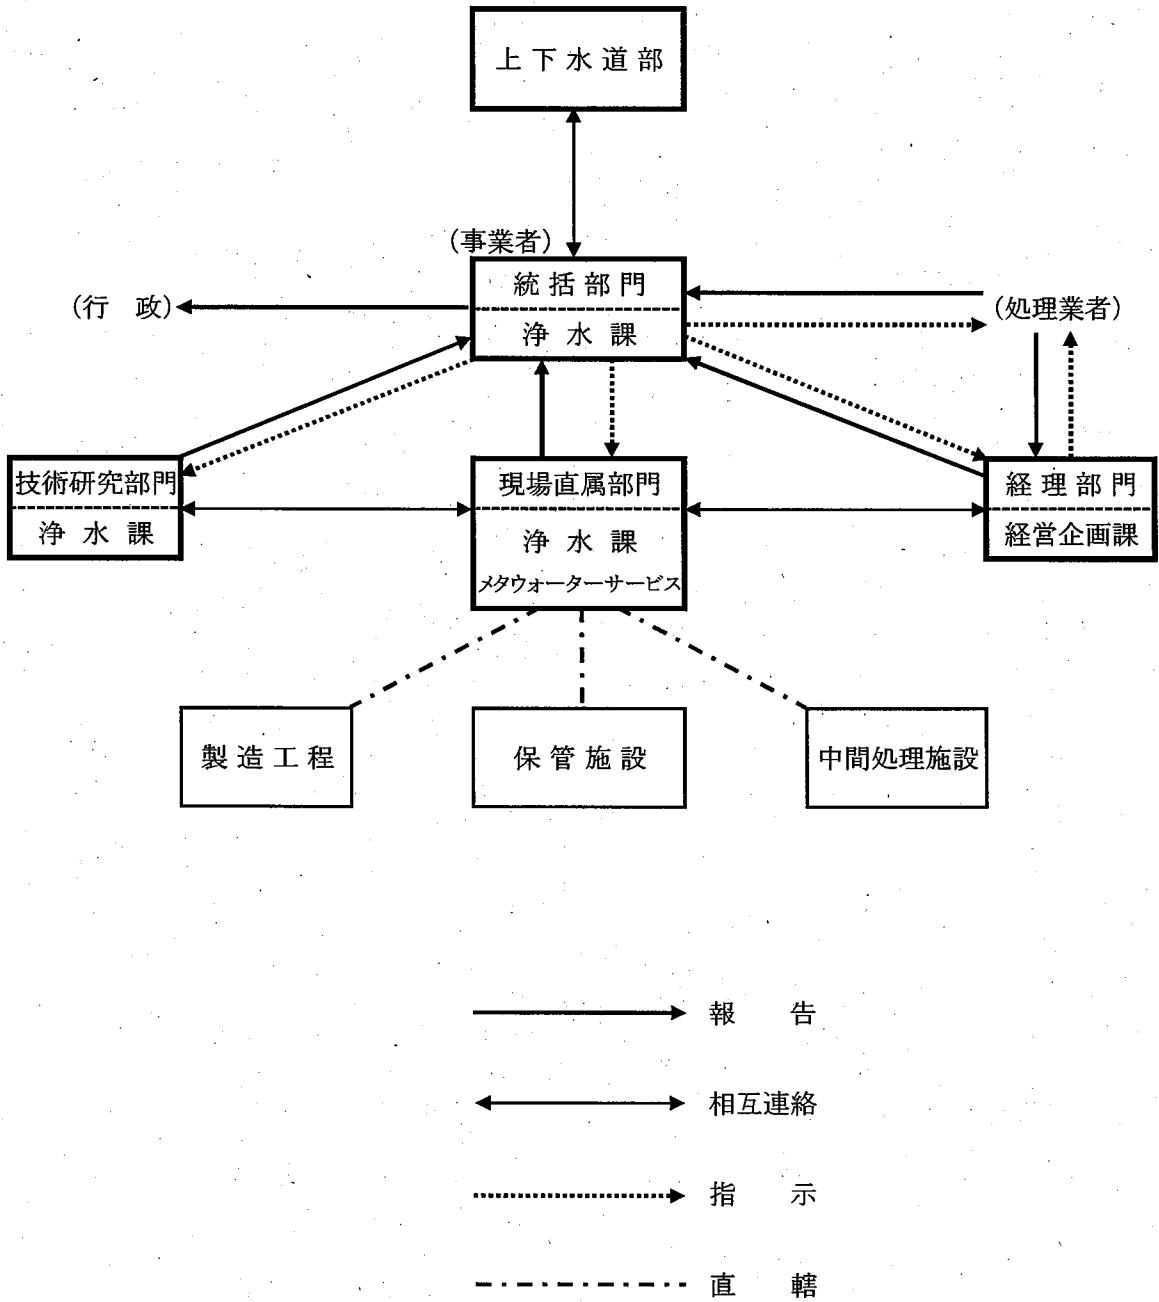 上下水道部
(事業者)
統括部門
浄水課
(行 政)
(処理業者)
技術研究部門
浄水課
現場直属部門
浄水課
メタウォーターサービス
経理部門
経営企画課
製造工程
保管施設
中間処理施設
報 告
相互連絡
指 示
直 轄